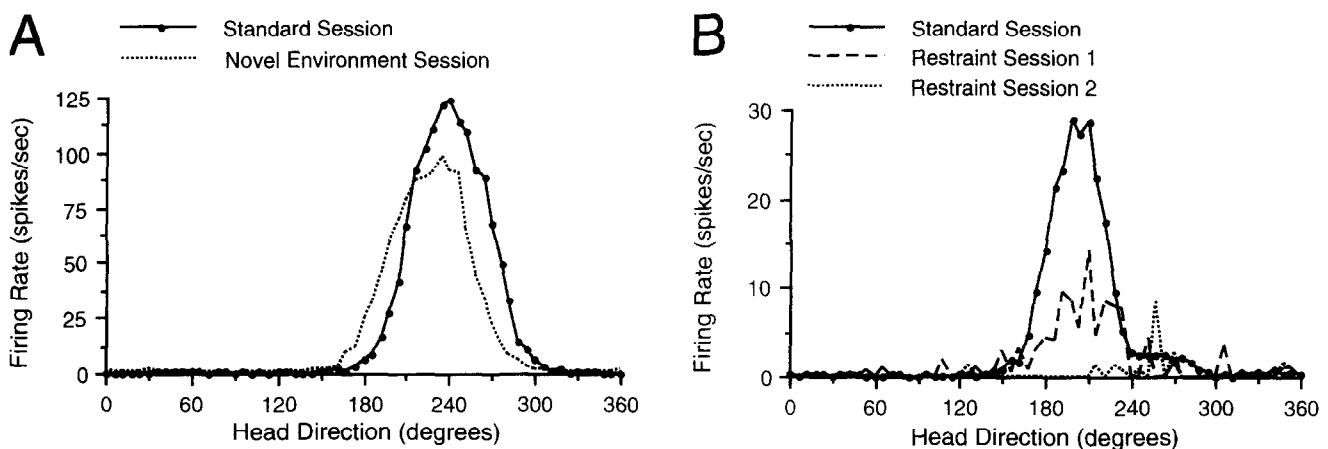 A
Standard Session
Novel Environment Session
Firing Rate (spikes/sec)
125
100
75
50
25
0
0 60 120 180 240 300 360
Head Direction (degrees)
B
Standard Session
Restraint Session 1
Restraint Session 2
Firing Rate (spikes/sec)
30
20
10
0
0 60 120 180 240 300 360
Head Direction (degrees)